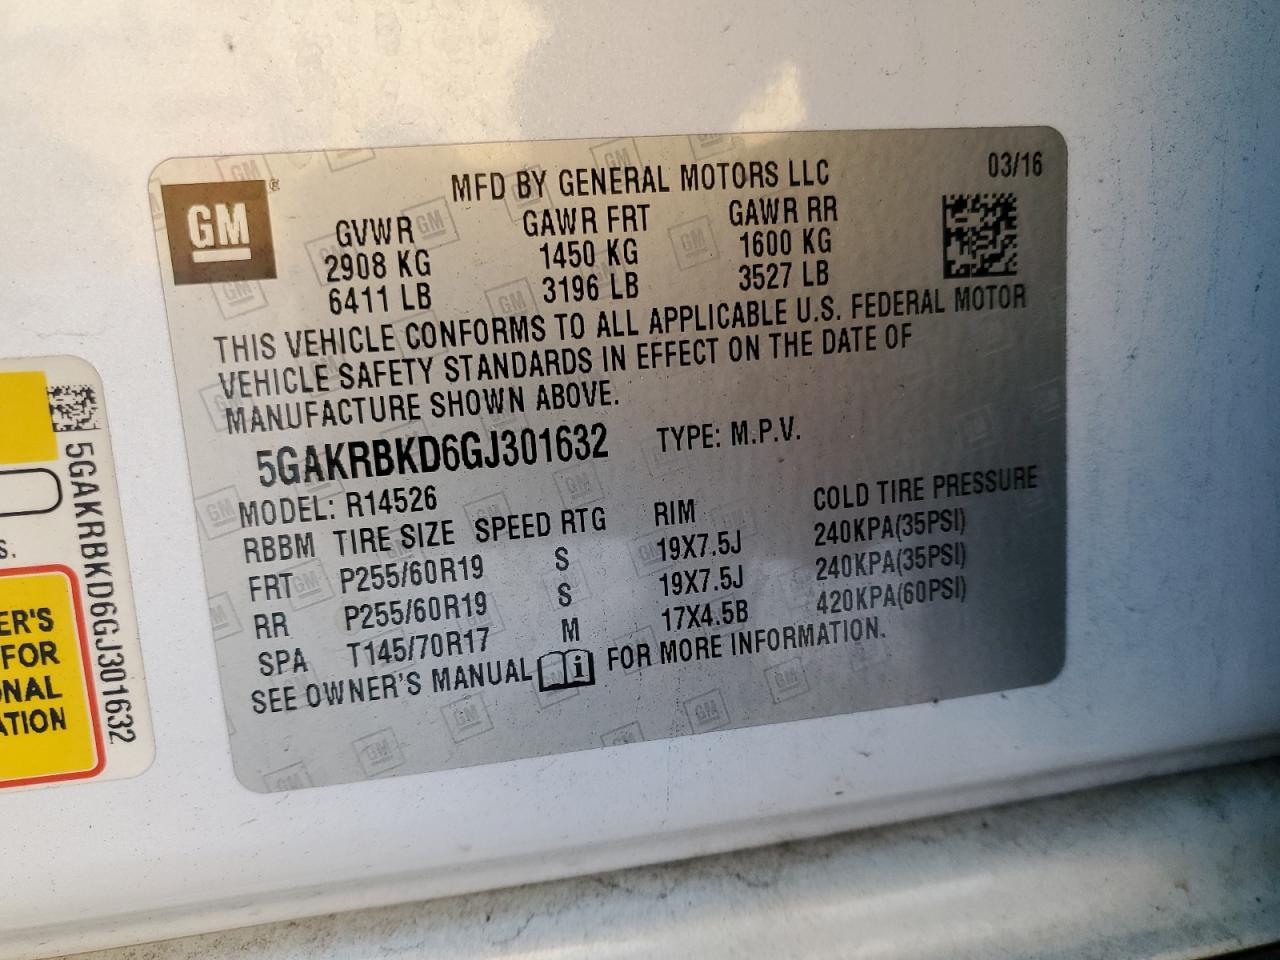 GM
®
MFD BY GENERAL MOTORS LLC 03/16
GVWR GAWR FRT GAWR RR
2908 KG 1450 KG 1600 KG
6411 LB 3196 LB 3527 LB
THIS VEHICLE CONFORMS TO ALL APPLICABLE U.S. FEDERAL MOTOR
VEHICLE SAFETY STANDARDS IN EFFECT ON THE DATE OF
MANUFACTURE SHOWN ABOVE.
5GAKRBKD6GJ301632 TYPE: M.P.V.
MODEL: R14526
RBBM TIRE SIZE SPEED RTG RIM COLD TIRE PRESSURE
FRT P255/60R19 S 19X7.5J 240KPA(35PSI)
RR P255/60R19 S 19X7.5J 240KPA(35PSI)
SPA T145/70R17 M 17X4.5B 420KPA(60PSI)
SEE OWNER'S MANUAL i FOR MORE INFORMATION.
5GAKRBKD6GJ301632
S.
ER'S
FOR
ONAL
ATION